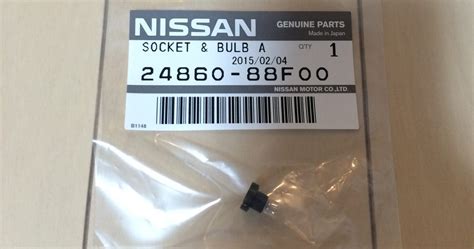 NISSAN
GENUINE PARTS
Made in Japan
SOCKET & BULB A
QTY 1
2015/02/04
24860-88F00
NISSAN MOTOR CO.,LTD.
B1148